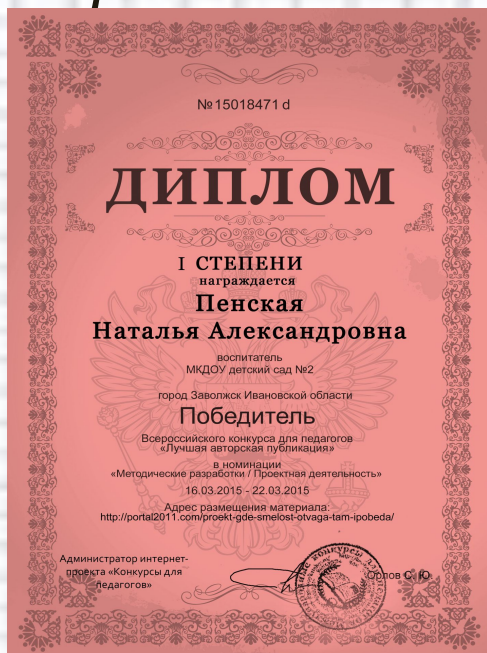 №15018471 d
ДИПЛОМ
I СТЕПЕНИ
награждается
Пенская
Наталья Александровна
воспитатель
МКДОУ детский сад №2
город Заволжск Ивановской области
Победитель
Всероссийского конкурса для педагогов
«Лучшая авторская публикация»
в номинации
«Методические разработки / Проектная деятельность»
16.03.2015 - 22.03.2015
Адрес размещения материала:
http://portal2011.com/proekt-gde-smelost-otvaga-tam-ipobeda/
Администратор интернет-
проекта «Конкурсы для
педагогов»
Орлов С. Ю.